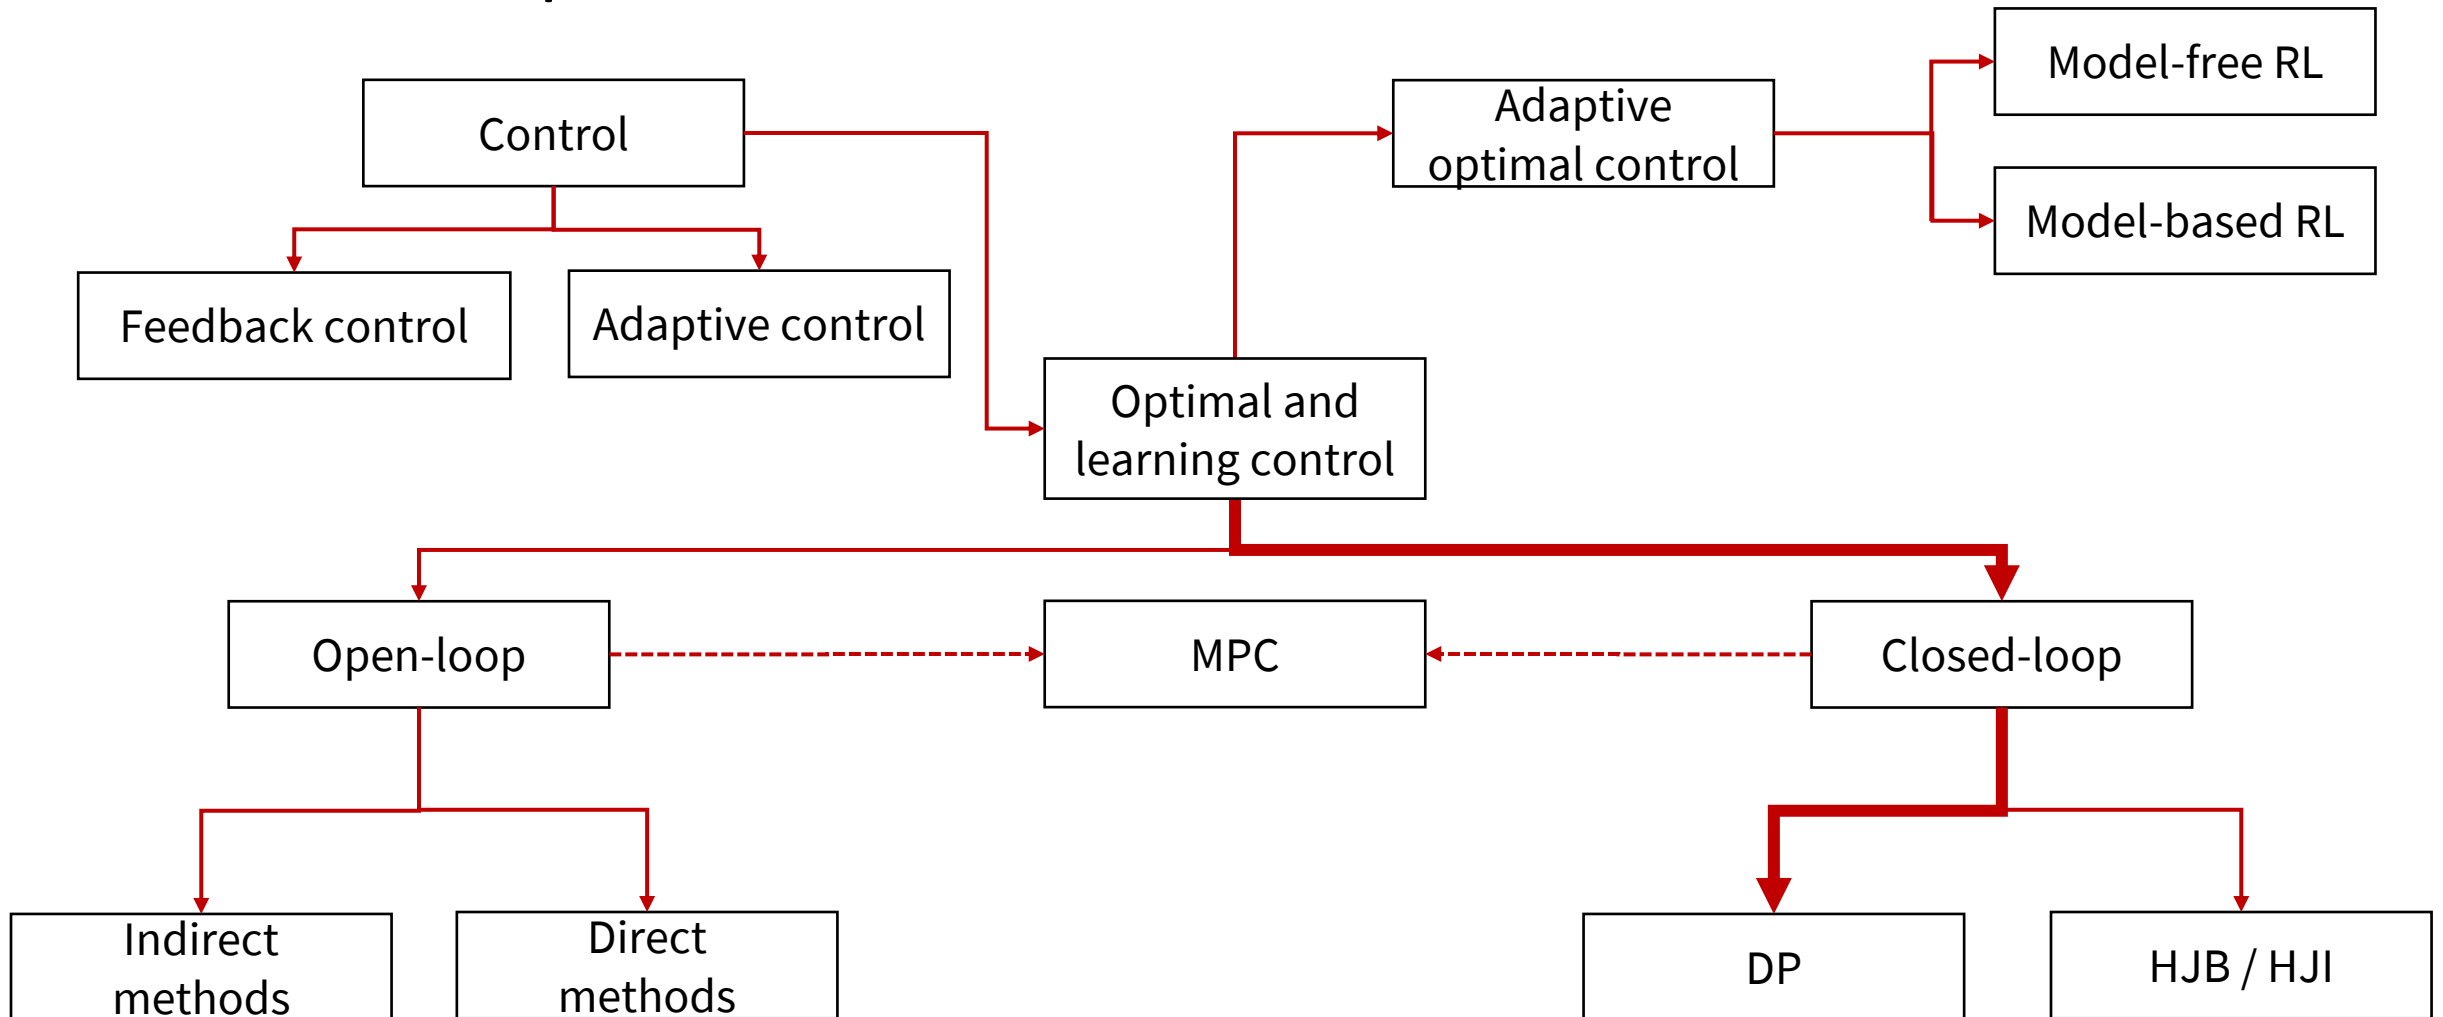 Model-free RL
Control
Adaptive
optimal control
Model-based RL
Feedback control
Adaptive control
Optimal and
learning control
Open-loop
MPC
Closed-loop
Indirect
methods
Direct
methods
DP
HJB / HJI